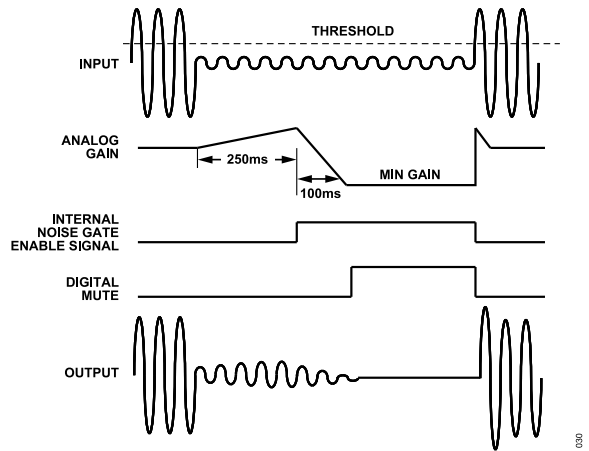 THRESHOLD
INPUT
ANALOG
GAIN
250ms
MIN GAIN
100ms
INTERNAL
NOISE GATE
ENABLE SIGNAL
DIGITAL
MUTE
OUTPUT
030